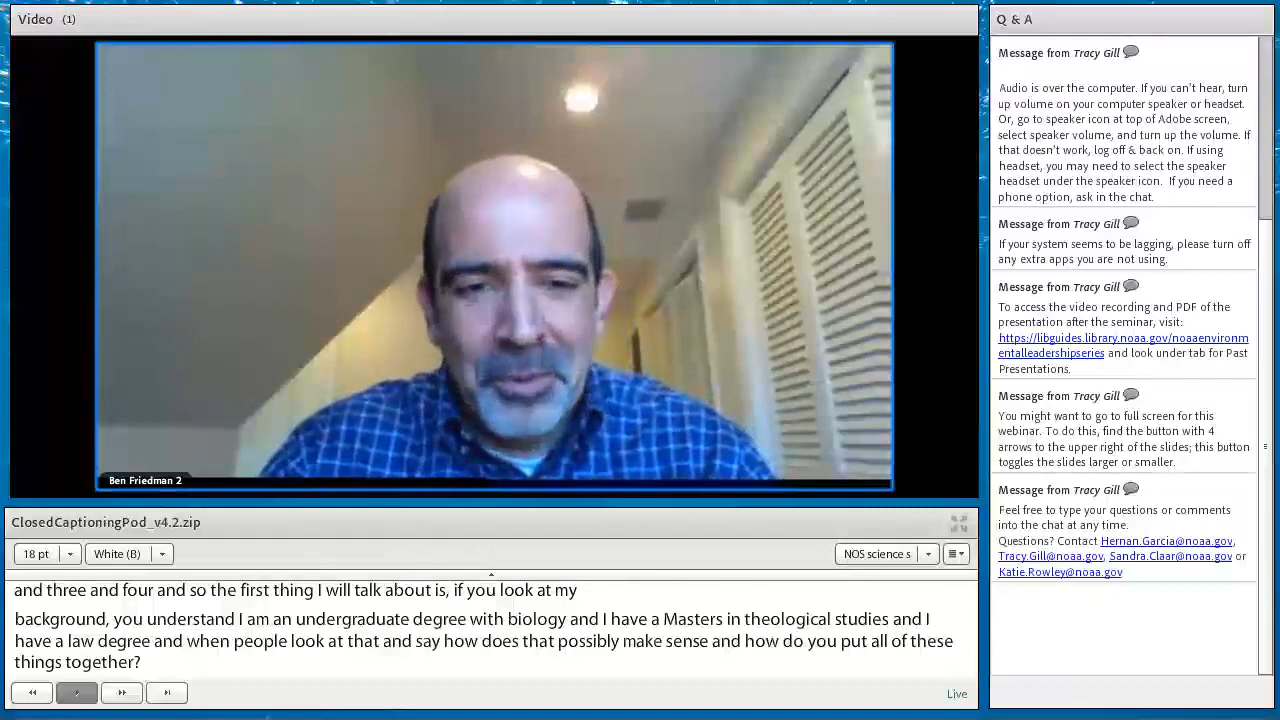 Video (1)
Ben Friedman 2
ClosedCaptioningPod_v4.2.zip
18 pt
White (B)
NOS science s
and three and four and so the first thing I will talk about is, if you look at my
background, you understand I am an undergraduate degree with biology and I have a Masters in theological studies and I
have a law degree and when people look at that and say how does that possibly make sense and how do you put all of these
things together?
Live
Q & A
Message from Tracy Gill
Audio is over the computer. If you can't hear, turn
up volume on your computer speaker or headset.
Or, go to speaker icon at top of Adobe screen,
select speaker volume, and turn up the volume. If
that doesn't work, log off & back on. If using
headset, you may need to select the speaker
headset under the speaker icon. If you need a
phone option, ask in the chat.
Message from Tracy Gill
If your system seems to be lagging, please turn off
any extra apps you are not using.
Message from Tracy Gill
To access the video recording and PDF of the
presentation after the seminar, visit:
https://libguides.library.noaa.gov/noaaenvironm
entalleadershipseries and look under tab for Past
Presentations.
Message from Tracy Gill
You might want to go to full screen for this
webinar. To do this, find the button with 4
arrows to the upper right of the slides; this button
toggles the slides larger or smaller.
Message from Tracy Gill
Feel free to type your questions or comments
into the chat at any time.
Questions? Contact Hernan.Garcia@noaa.gov,
Tracy.Gill@noaa.gov, Sandra.Claar@noaa.gov or
Katie.Rowley@noaa.gov